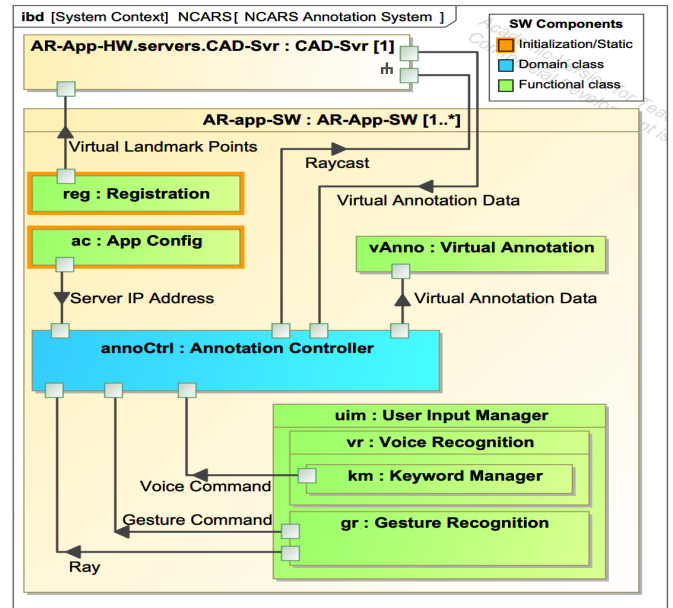 ibd [System Context] NCARS[ NCARS Annotation System ]
SW Components
Initialization/Static
Domain class
Functional class
AR-App-HW.servers.CAD-Svr : CAD-Svr [1]
AR-app-SW : AR-App-SW [1..*]
Virtual Landmark Points
Raycast
reg : Registration
Virtual Annotation Data
ac : App Config
vAnno : Virtual Annotation
Server IP Address
Virtual Annotation Data
annoCtrl : Annotation Controller
uim : User Input Manager
vr : Voice Recognition
km : Keyword Manager
Voice Command
Gesture Command
gr : Gesture Recognition
Ray